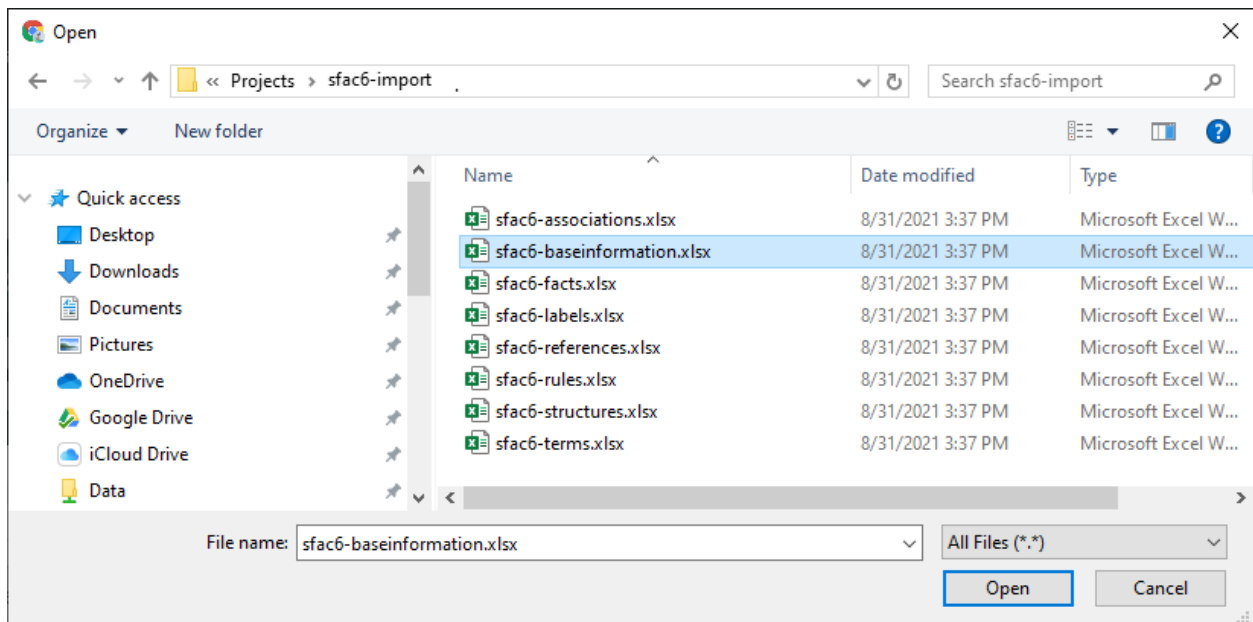 Open
« Projects › sfac6-import
Search sfac6-import
Organize
New folder
Name Date modified Type
Quick access
Desktop
Downloads
Documents
Pictures
OneDrive
Google Drive
iCloud Drive
Data
sfac6-associations.xlsx 8/31/2021 3:37 PM Microsoft Excel W...
sfac6-baseinformation.xlsx 8/31/2021 3:37 PM Microsoft Excel W...
sfac6-facts.xlsx 8/31/2021 3:37 PM Microsoft Excel W...
sfac6-labels.xlsx 8/31/2021 3:37 PM Microsoft Excel W...
sfac6-references.xlsx 8/31/2021 3:37 PM Microsoft Excel W...
sfac6-rules.xlsx 8/31/2021 3:37 PM Microsoft Excel W...
sfac6-structures.xlsx 8/31/2021 3:37 PM Microsoft Excel W...
sfac6-terms.xlsx 8/31/2021 3:37 PM Microsoft Excel W...
File name: sfac6-baseinformation.xlsx
All Files (*.*)
Open
Cancel